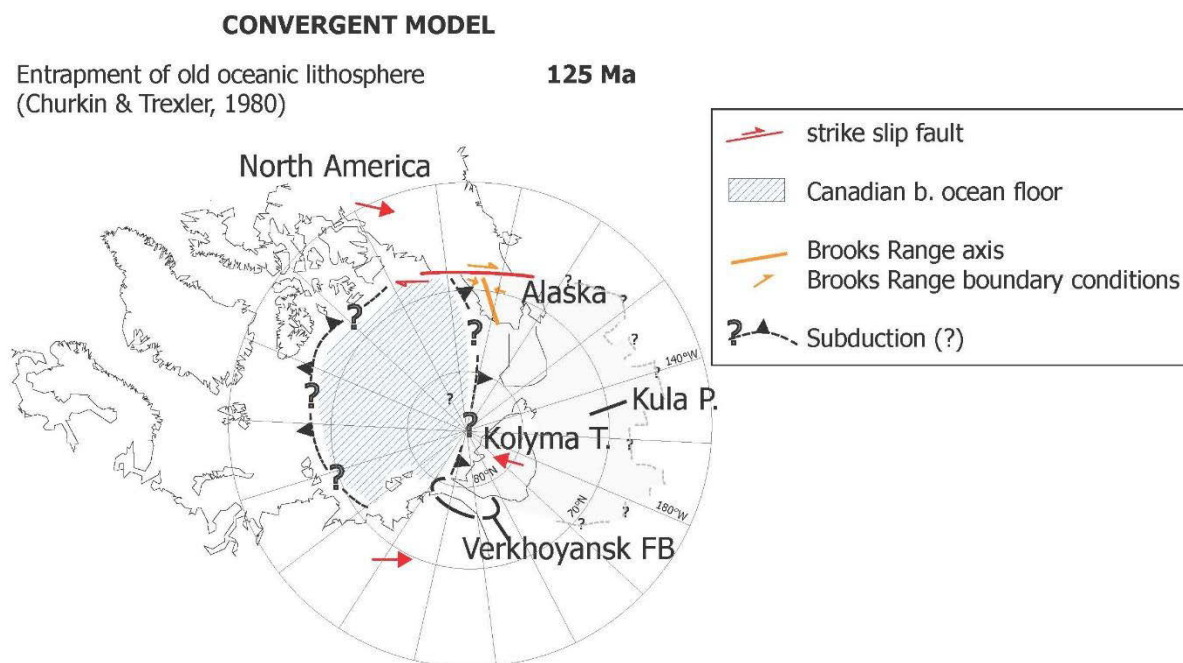 CONVERGENT MODEL
Entrapment of old oceanic lithosphere
(Churkin & Trexler, 1980)
125 Ma
strike slip fault
Canadian b. ocean floor
Brooks Range axis
Brooks Range boundary conditions
? Subduction (?)
North America
Alaska
?
?
?
?
?
?
140°W
?
?
?
Kula P.
?
?
Kolyma T.
?
80°N
70°N
?
180°W
?
Verkhoyansk FB